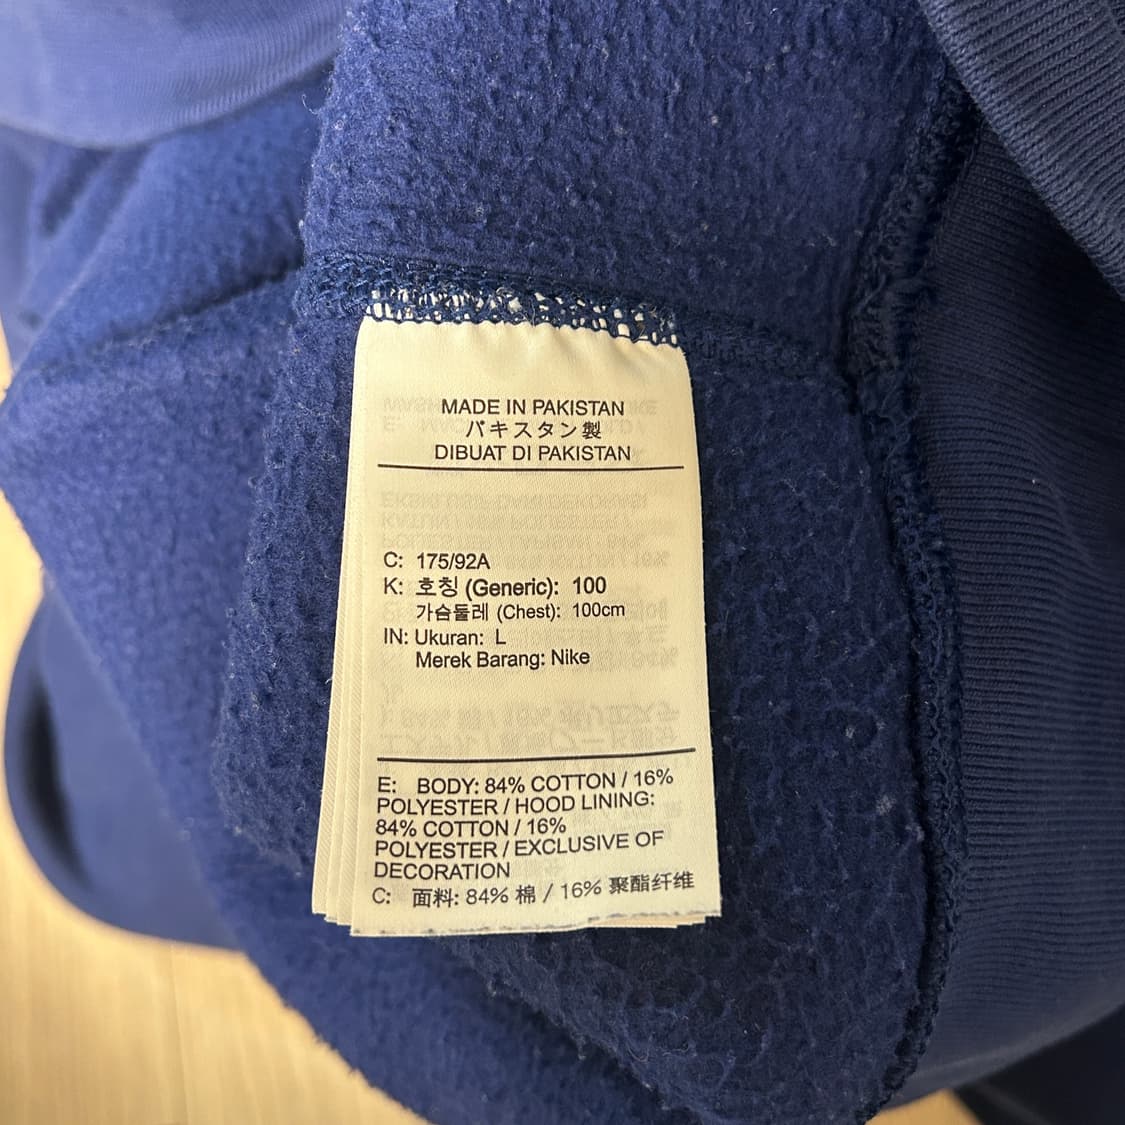 MADE IN PAKISTAN
パキスタン製
DIBUAT DI PAKISTAN
C: 175/92A
K: 호칭 (Generic): 100
가슴둘레 (Chest): 100cm
IN: Ukuran: L
Merek Barang: Nike
E: BODY: 84% COTTON / 16%
POLYESTER / HOOD LINING:
84% COTTON / 16%
POLYESTER / EXCLUSIVE OF
DECORATION
C: 面料: 84% 棉 / 16% 聚酯纤维